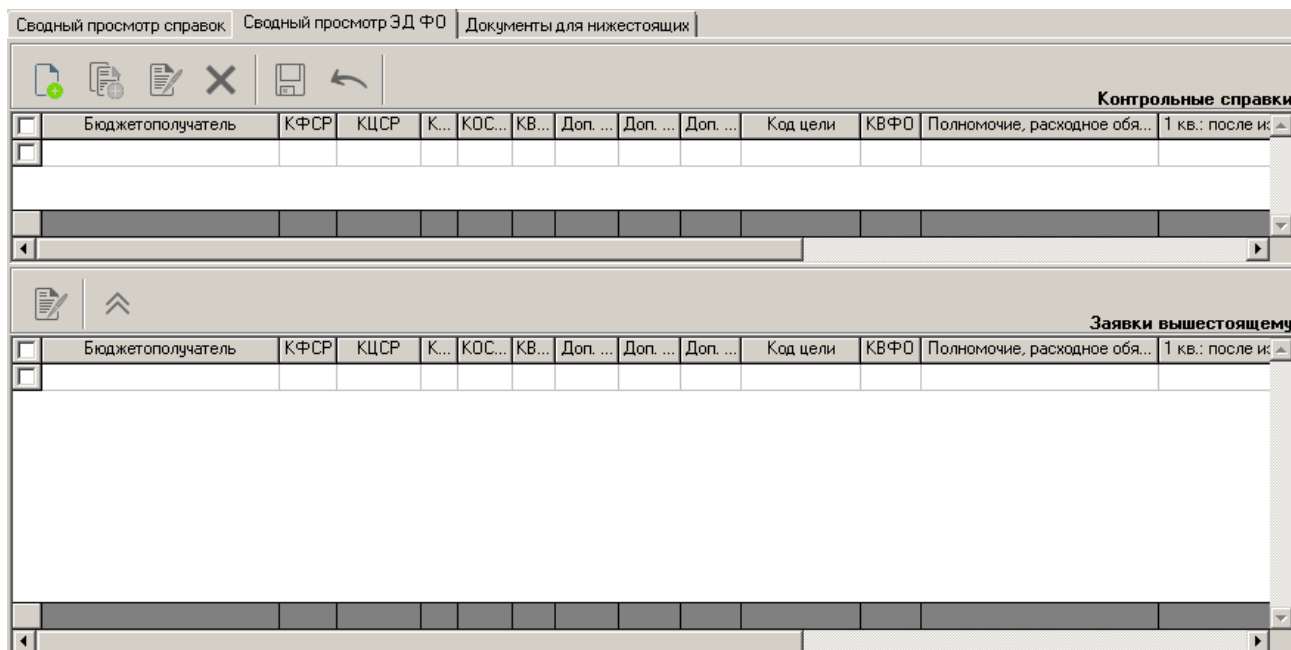 Сводный просмотр справок Сводный просмотр ЭД ФО Документы для нижестоящих
Контрольные справки
Бюджетополучатель КФСР КЦСР К... КОС... КВ... Доп. ... Доп. ... Доп. ... Код цели КВФО Полномочие, расходное обя... 1 кв.: после из
Заявки вышестоящему
Бюджетополучатель КФСР КЦСР К... КОС... КВ... Доп. ... Доп. ... Доп. ... Код цели КВФО Полномочие, расходное обя... 1 кв.: после из